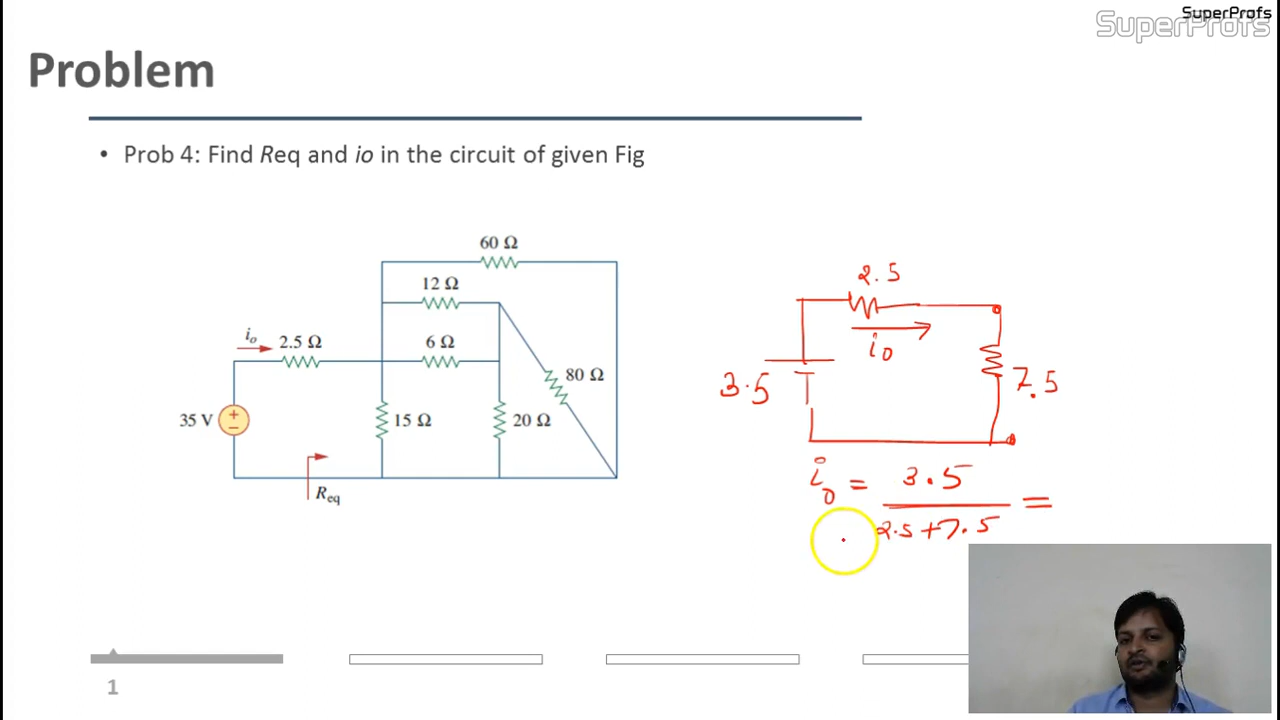 SuperProfs
SuperProfs
Problem
• Prob 4: Find Req and io in the circuit of given Fig
60 Ω
12 Ω
io
2.5 Ω
6 Ω
80 Ω
35 V
+
−
15 Ω
20 Ω
Req
2.5
io
3.5
7.5
io = 3.5 =
2.5+7.5
1